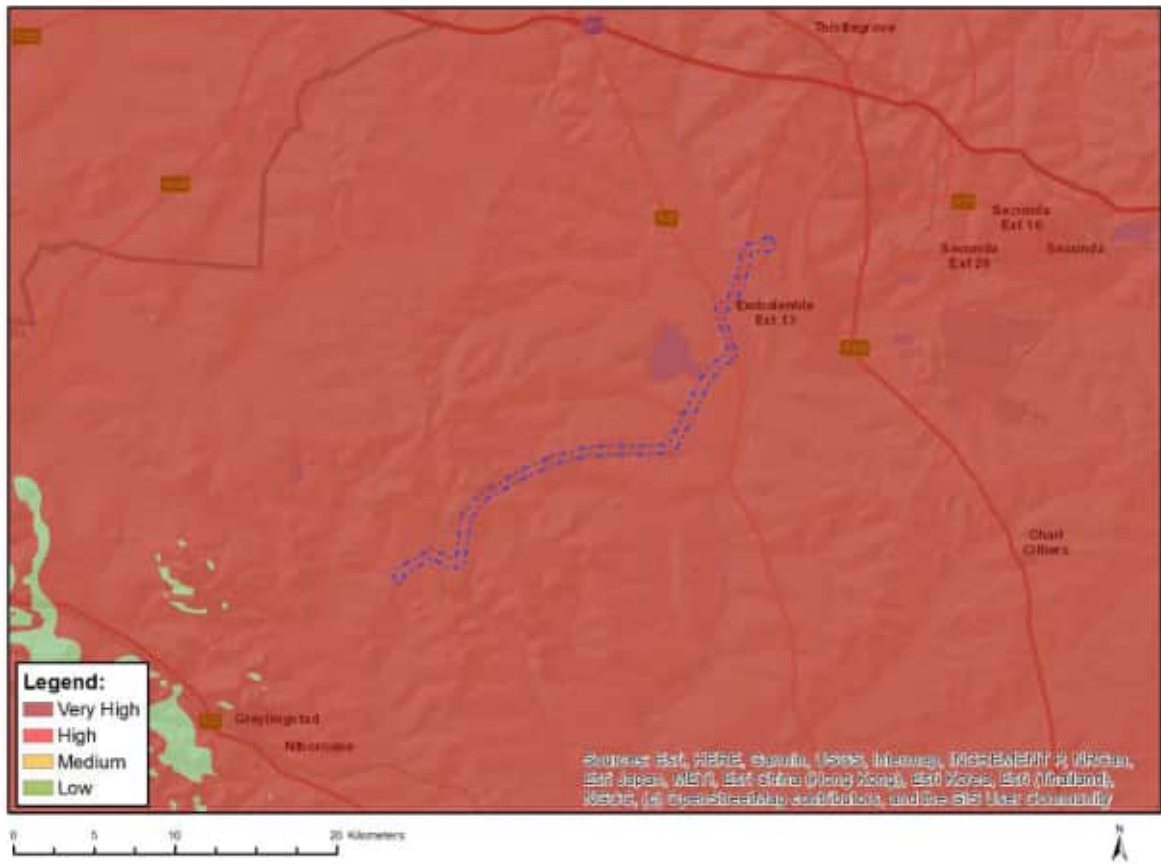 Thistlegrove
Secunda
Ext 16
Secunda
Ext 20
Secunda
Embalenhle
Ext 13
Charl
Cilliers
Legend:
Very High
High
Medium
Low
Greylingstad
Nthorwane
Sources: Esri, HERE, Garmin, USGS, Intermap, INCREMENT P, NRCan,
Esri Japan, METI, Esri China (Hong Kong), Esri Korea, Esri (Thailand),
NGCC, (c) OpenStreetMap contributors, and the GIS User Community
0 5 10 20 Kilometers
N